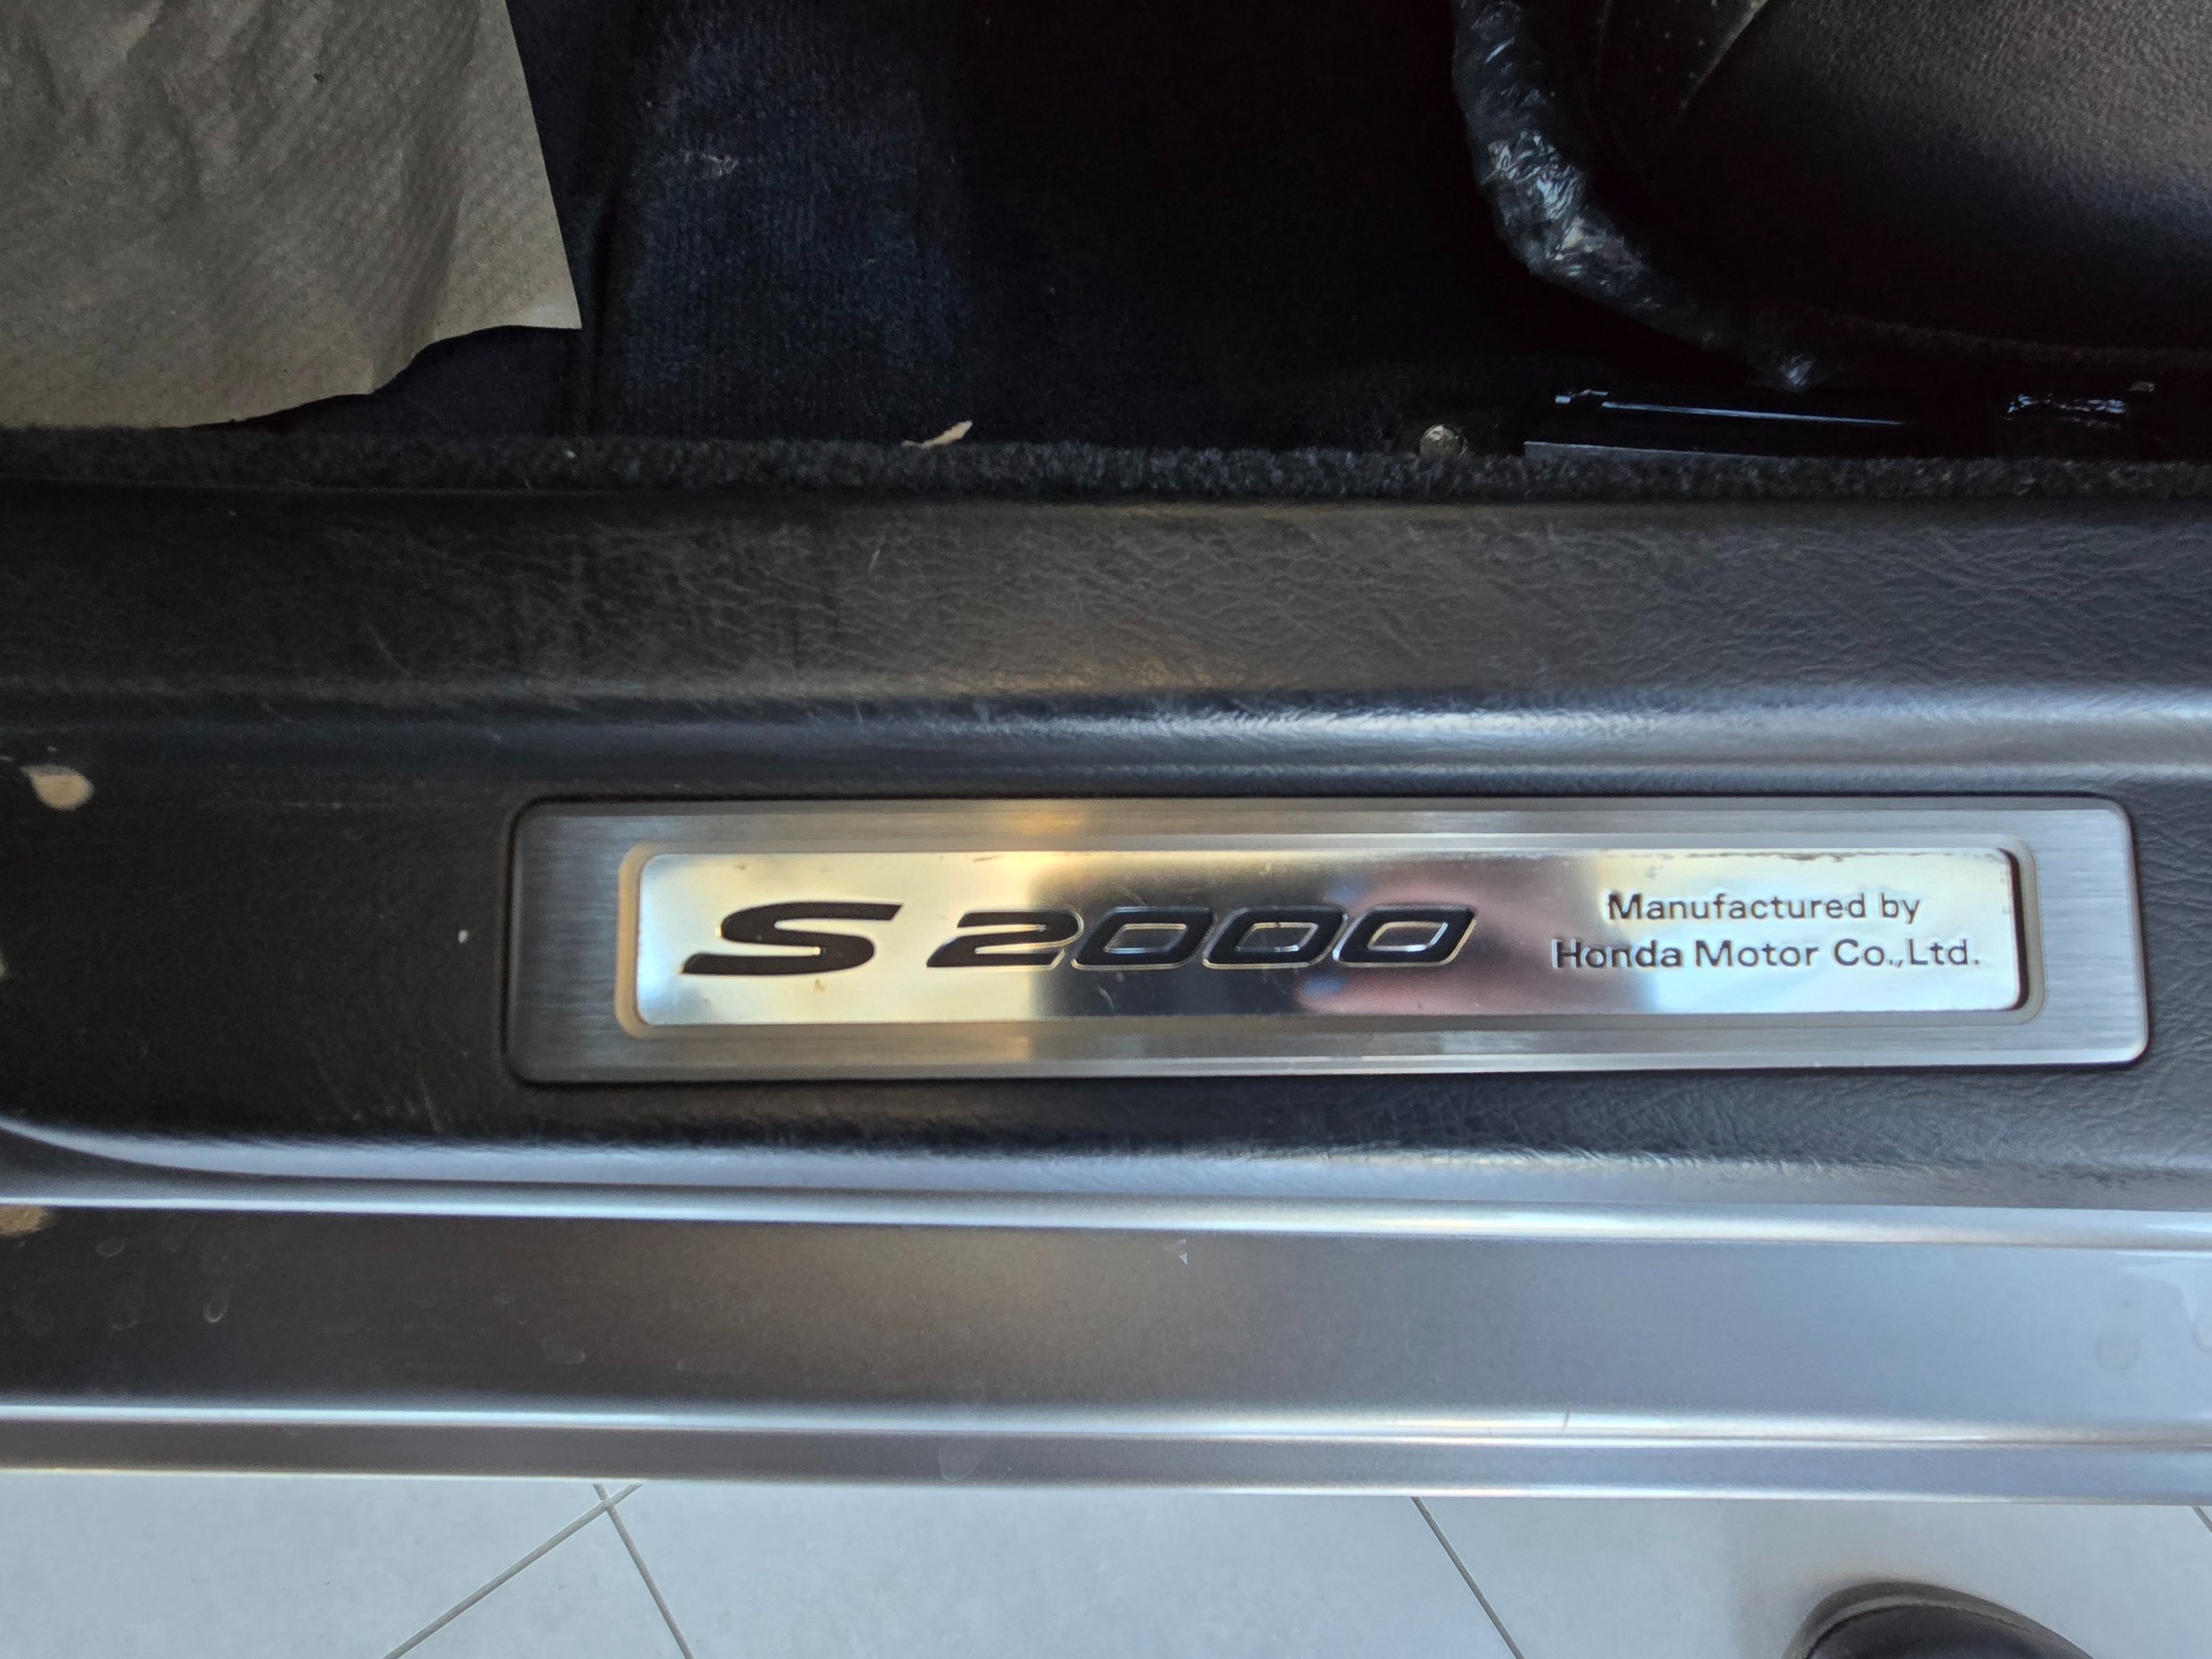 S2000
Manufactured by
Honda Motor Co.,Ltd.